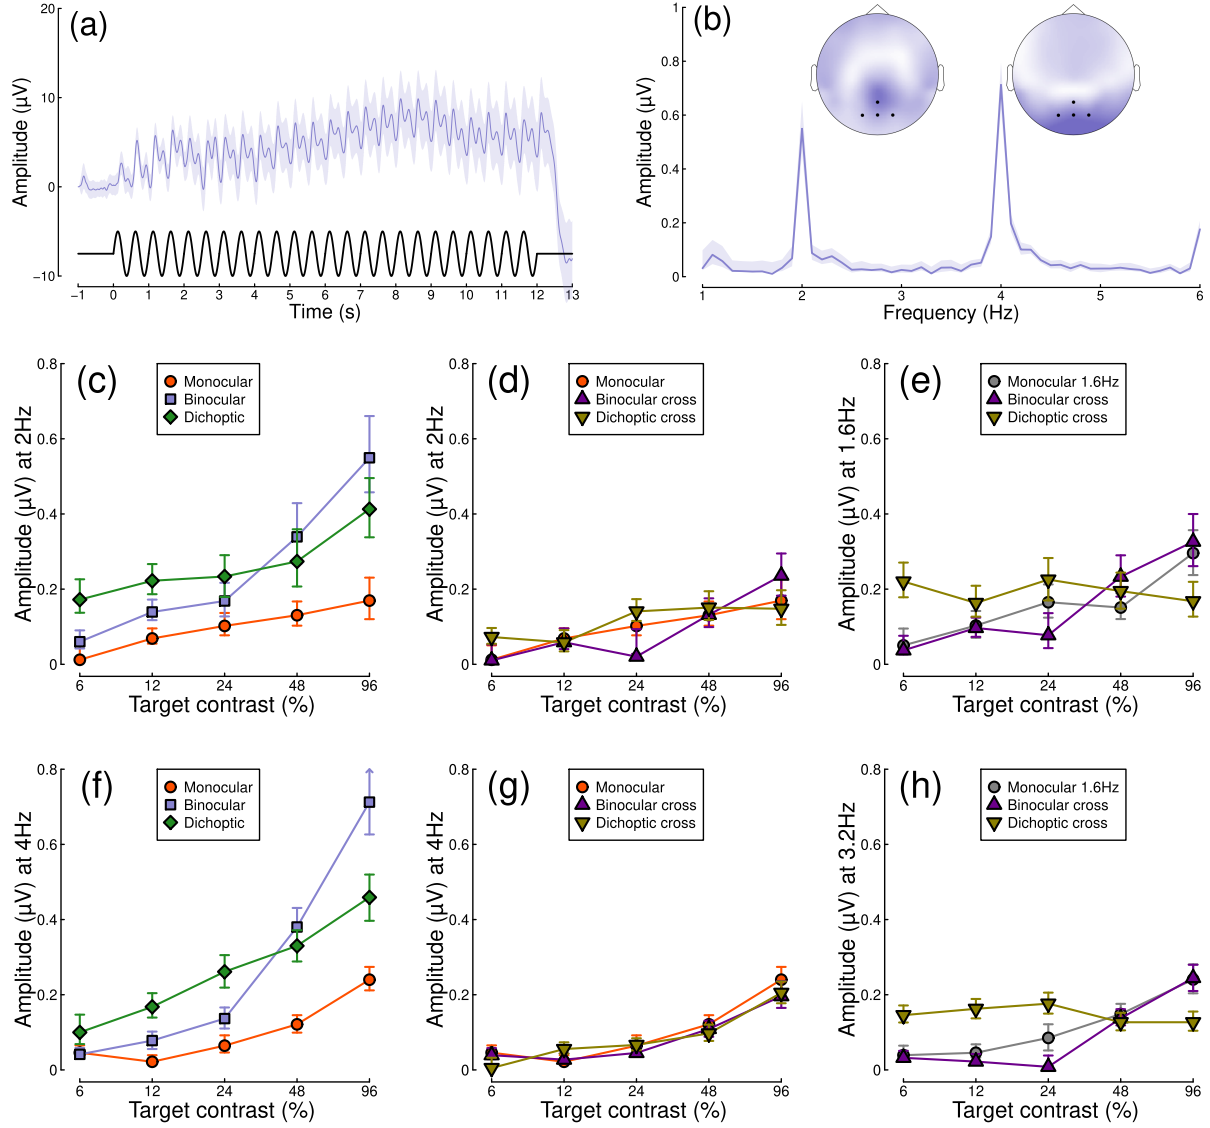 (a)
Amplitude (µV)
20
10
0
−10
−1 0 1 2 3 4 5 6 7 8 9 10 11 12 13
Time (s)
(b)
Amplitude (µV)
1
0.8
0.6
0.4
0.2
0
1 2 3 4 5 6
Frequency (Hz)
(c)
Monocular
Binocular
Dichoptic
Amplitude (µV) at 2Hz
0.8
0.6
0.4
0.2
0
6 12 24 48 96
Target contrast (%)
(d)
Monocular
Binocular cross
Dichoptic cross
Amplitude (µV) at 2Hz
0.8
0.6
0.4
0.2
0
6 12 24 48 96
Target contrast (%)
(e)
Monocular 1.6Hz
Binocular cross
Dichoptic cross
Amplitude (µV) at 1.6Hz
0.8
0.6
0.4
0.2
0
6 12 24 48 96
Target contrast (%)
(f)
Monocular
Binocular
Dichoptic
Amplitude (µV) at 4Hz
0.8
0.6
0.4
0.2
0
6 12 24 48 96
Target contrast (%)
(g)
Monocular
Binocular cross
Dichoptic cross
Amplitude (µV) at 4Hz
0.8
0.6
0.4
0.2
0
6 12 24 48 96
Target contrast (%)
(h)
Monocular 1.6Hz
Binocular cross
Dichoptic cross
Amplitude (µV) at 3.2Hz
0.8
0.6
0.4
0.2
0
6 12 24 48 96
Target contrast (%)